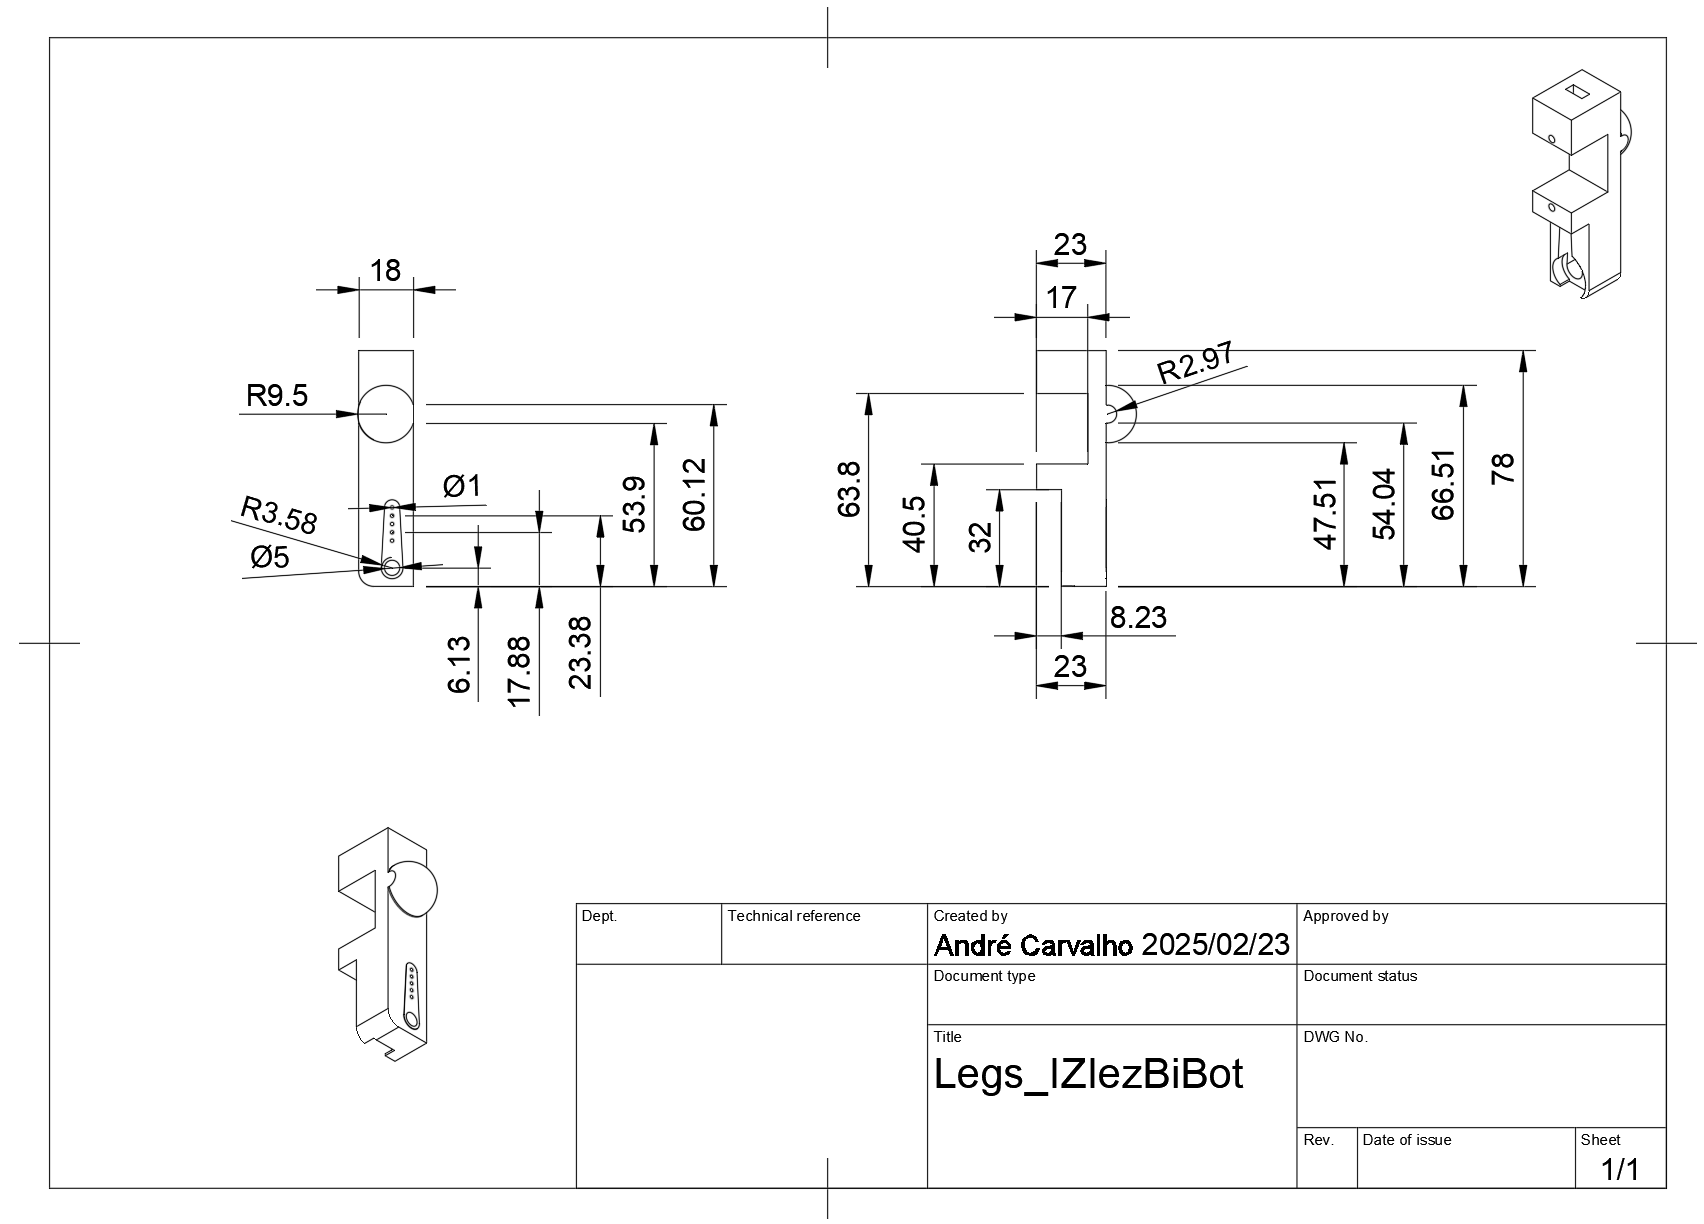 18
R9.5
Ø1
R3.58
Ø5
53.9
60.12
6.13
17.88
23.38
23
17
R2.97
63.8
40.5
32
47.51
54.04
66.51
78
8.23
23
Dept.
Technical reference
Created by
André Carvalho 2025/02/23
Approved by
Document type
Document status
Title
Legs_IZIezBiBot
DWG No.
Rev.
Date of issue
Sheet
1/1